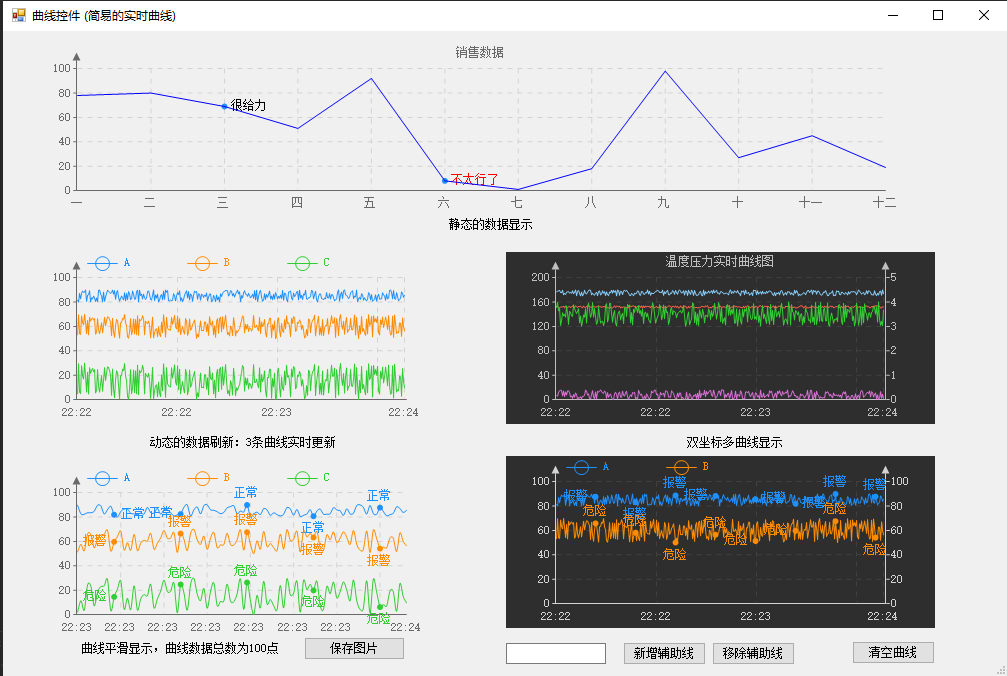 曲线控件 (简易的实时曲线)
销售数据
100
80
60
40
20
0
很给力
不太行了
一 二 三 四 五 六 七 八 九 十 十一 十二
静态的数据显示
A B C
100
80
60
40
20
0
22:22 22:22 22:23 22:24
动态的数据刷新：3条曲线实时更新
温度压力实时曲线图
200 5
160 4
120 3
80 2
40 1
0 0
22:22 22:22 22:23 22:24
双坐标多曲线显示
A B C
100
80
60
40
20
0
正常 正常 正常 正常 正常
报警 报警 报警 报警 报警
危险 危险 危险 危险 危险
22:23 22:23 22:23 22:23 22:23 22:23 22:24 22:24
曲线平滑显示，曲线数据总数为100点
保存图片
A B
100 100
80 80
60 60
40 40
20 20
0 0
报警 报警 报警 报警 报警 报警 报警 报警
危险 危险 危险 危险 危险 危险 危险 危险
22:22 22:22 22:23 22:24
新增辅助线 移除辅助线 清空曲线